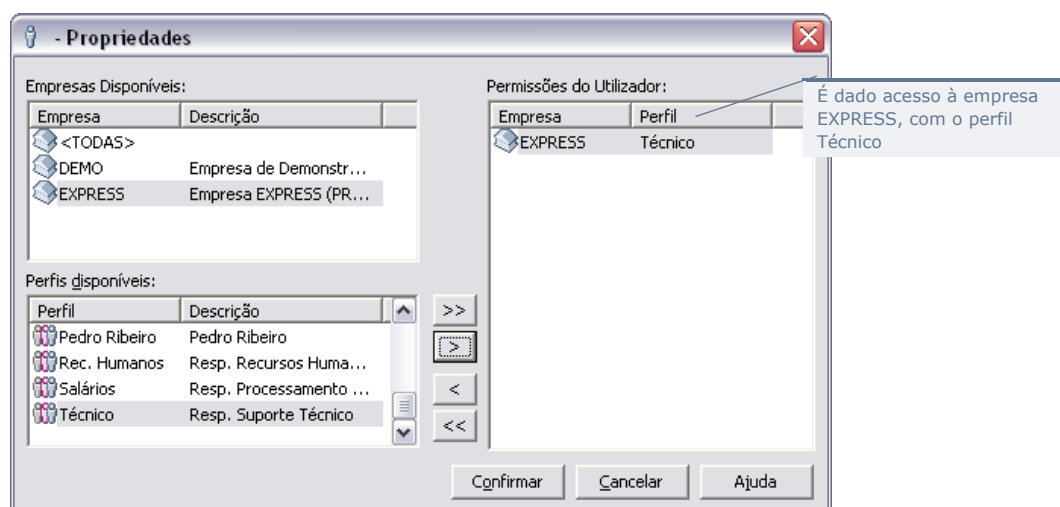 - Propriedades
Empresas Disponíveis:
Empresa Descrição
<TODAS>
DEMO Empresa de Demonstr...
EXPRESS Empresa EXPRESS (PR...
Perfis disponíveis:
Perfil Descrição
Pedro Ribeiro Pedro Ribeiro
Rec. Humanos Resp. Recursos Huma...
Salários Resp. Processamento ...
Técnico Resp. Suporte Técnico
>>
>
<
<<
Permissões do Utilizador:
Empresa Perfil
EXPRESS Técnico
É dado acesso à empresa
EXPRESS, com o perfil
Técnico
Confirmar Cancelar Ajuda